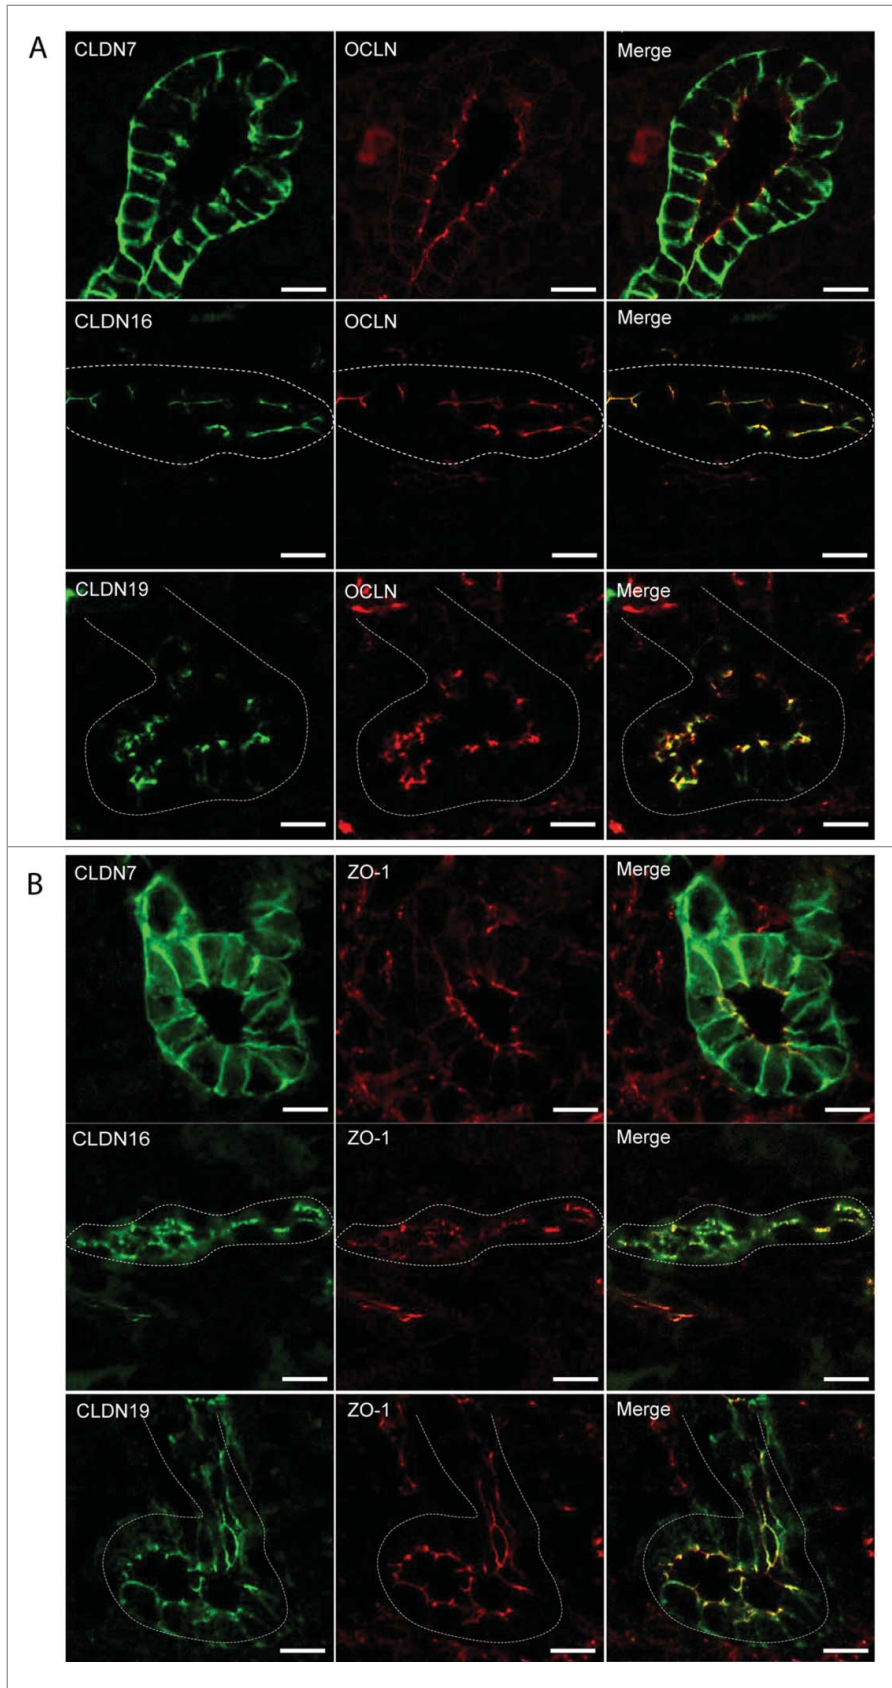 A
CLDN7 OCLN Merge
CLDN16 OCLN Merge
CLDN19 OCLN Merge
B
CLDN7 ZO-1 Merge
CLDN16 ZO-1 Merge
CLDN19 ZO-1 Merge